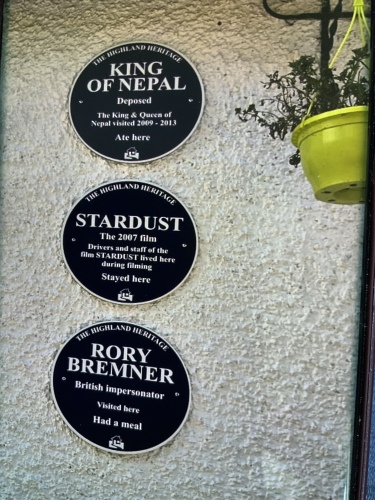 THE HIGHLAND HERITAGE
KING
OF NEPAL
Deposed
The King & Queen of
Nepal visited 2009 - 2013
Ate here
THE HIGHLAND HERITAGE
STARDUST
The 2007 film
Drivers and staff of the
film STARDUST lived here
during filming
Stayed here
THE HIGHLAND HERITAGE
RORY
BREMNER
British impersonator
Visited here
Had a meal